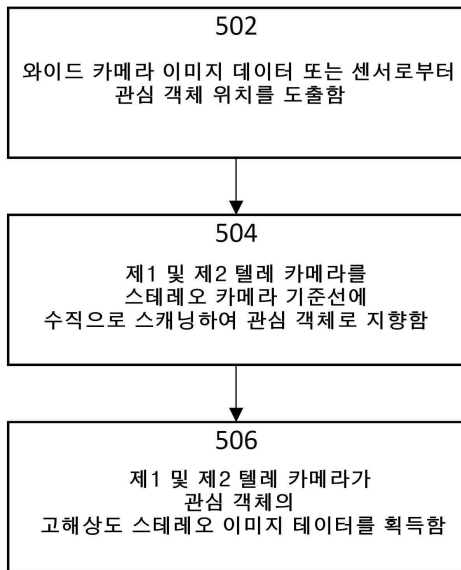 502
와이드 카메라 이미지 데이터 또는 센서로부터
관심 객체 위치를 도출함
504
제1 및 제2 텔레 카메라를
스테레오 카메라 기준선에
수직으로 스캐닝하여 관심 객체로 지향함
506
제1 및 제2 텔레 카메라가
관심 객체의
고해상도 스테레오 이미지 테이터를 획득함